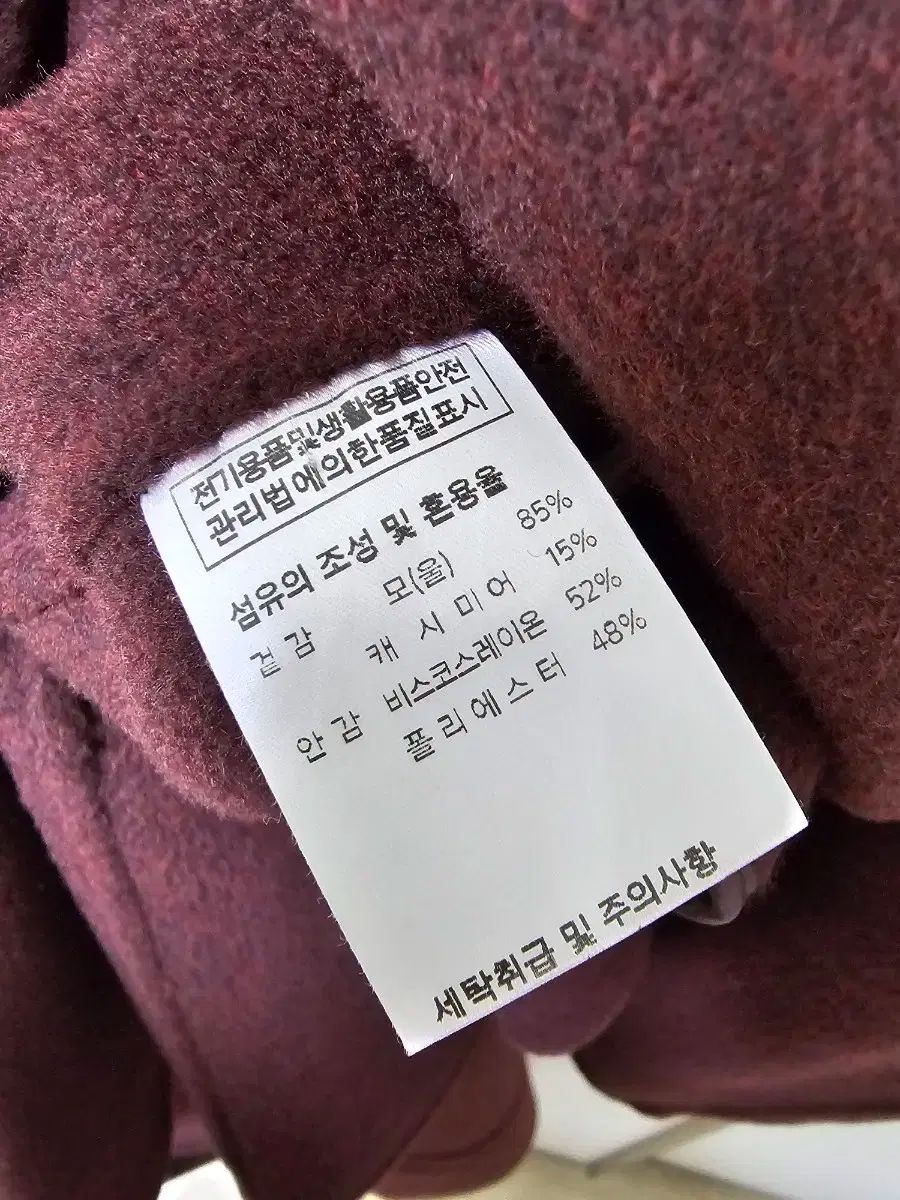 전기용품및생활용품안전
관리법에의한품질표시
섬유의 조성 및 혼용율
겉감 모(울) 85%
캐시미어 15%
안감 비스코스레이온 52%
폴리에스터 48%
세탁취급 및 주의사항